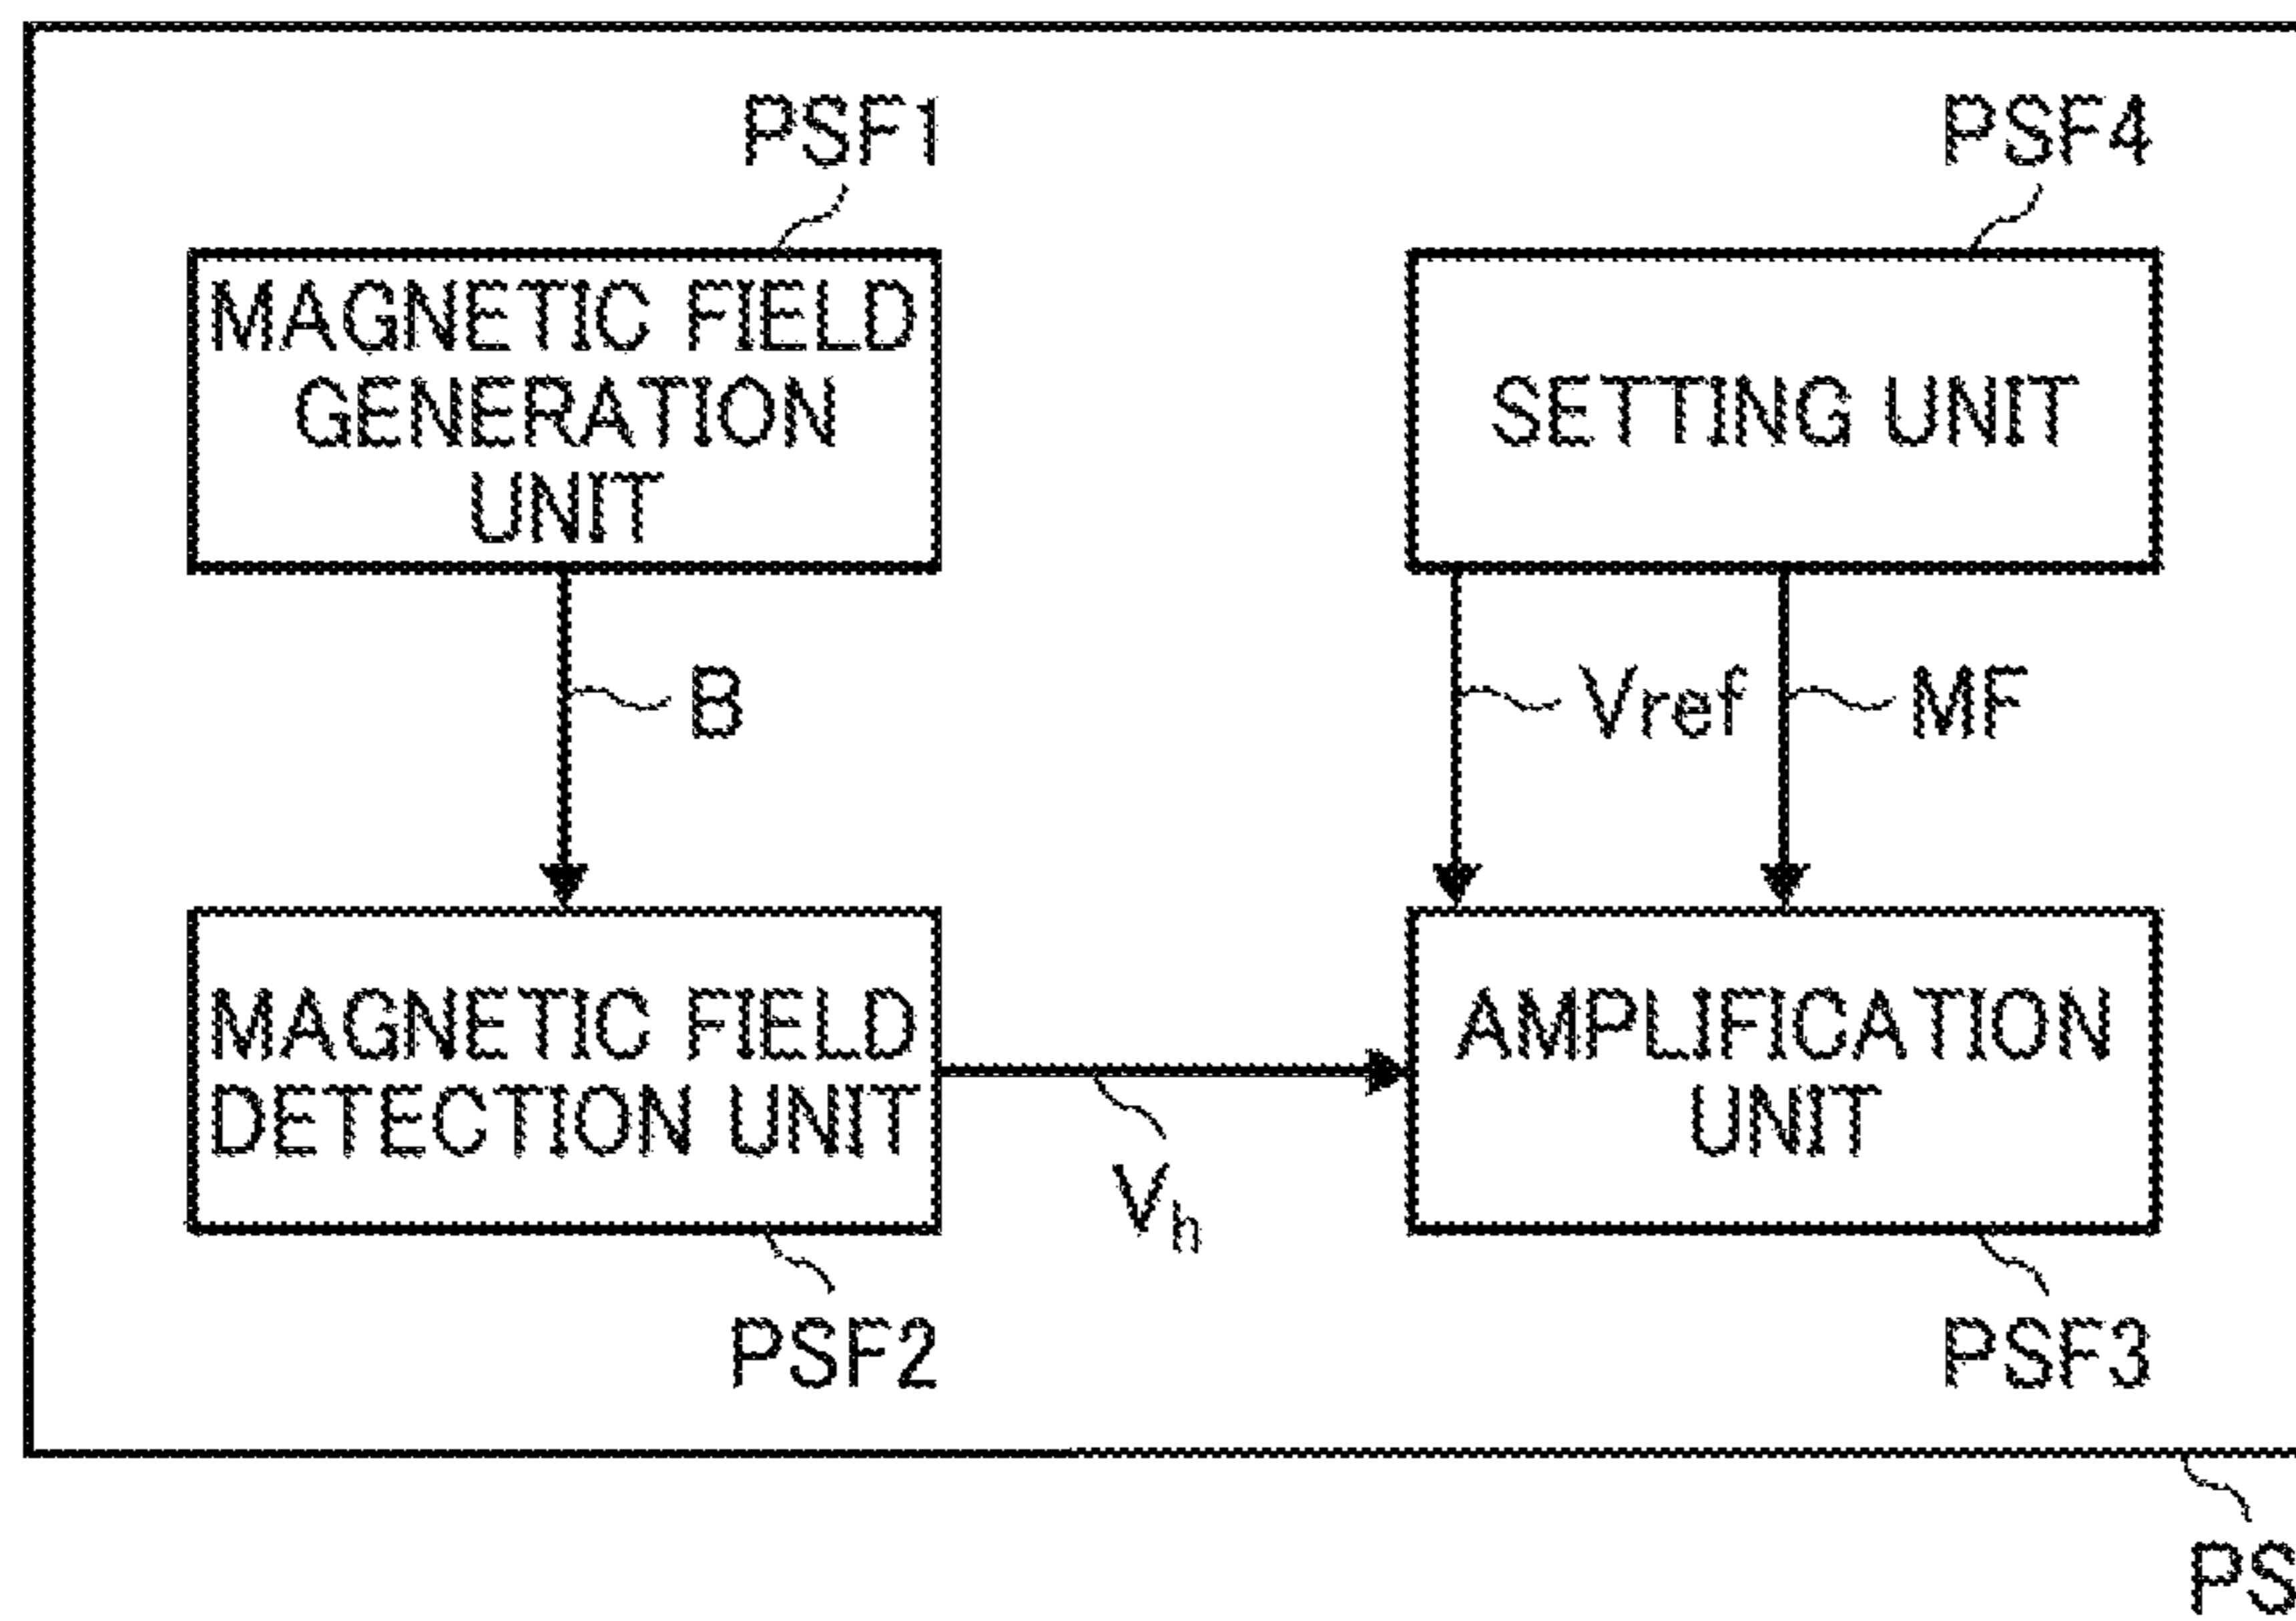 PSF1
PSF4
MAGNETIC FIELD
GENERATION
UNIT
SETTING UNIT
B
Vref
MF
MAGNETIC FIELD
DETECTION UNIT
AMPLIFICATION
UNIT
Vh
PSF2
PSF3
PS